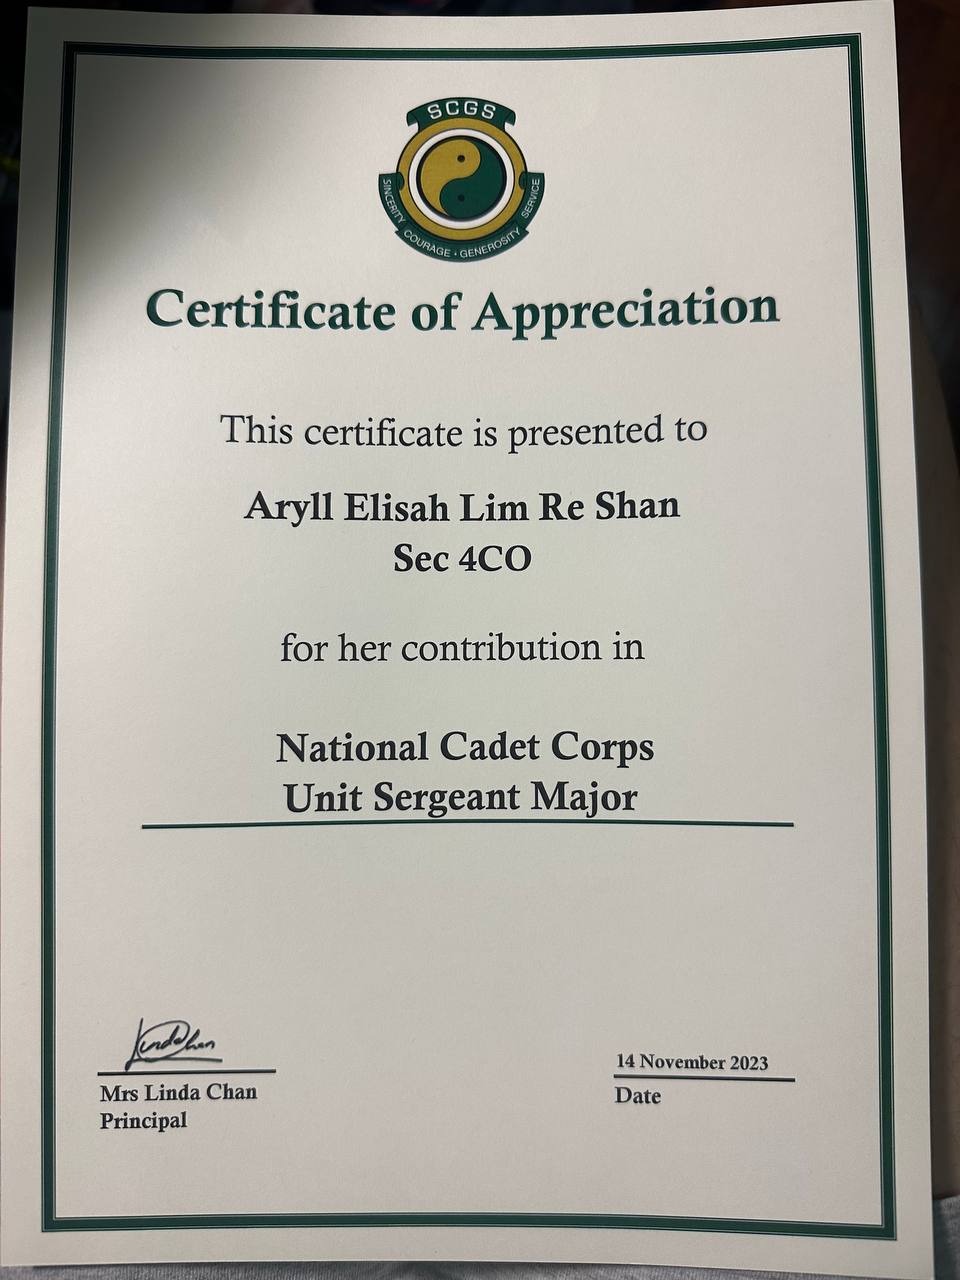 SCGS
SINCERITY COURAGE • GENEROSITY SERVICE
Certificate of Appreciation
This certificate is presented to
Aryll Elisah Lim Re Shan
Sec 4CO
for her contribution in
National Cadet Corps
Unit Sergeant Major
LindaChan
14 November 2023
Mrs Linda Chan
Date
Principal